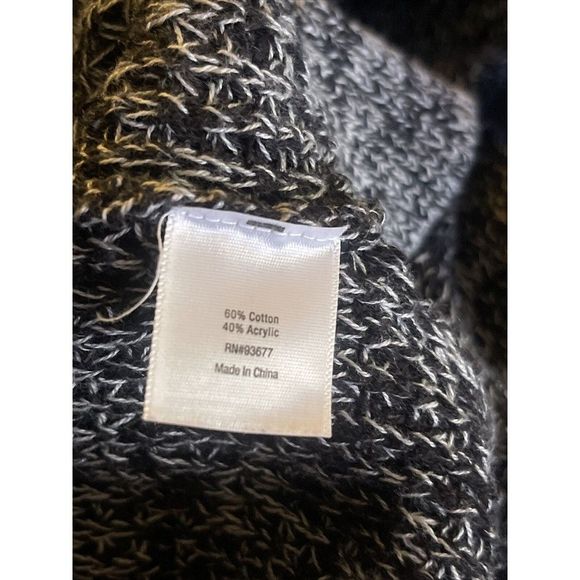 60% Cotton
40% Acrylic
RN#93677
Made In China